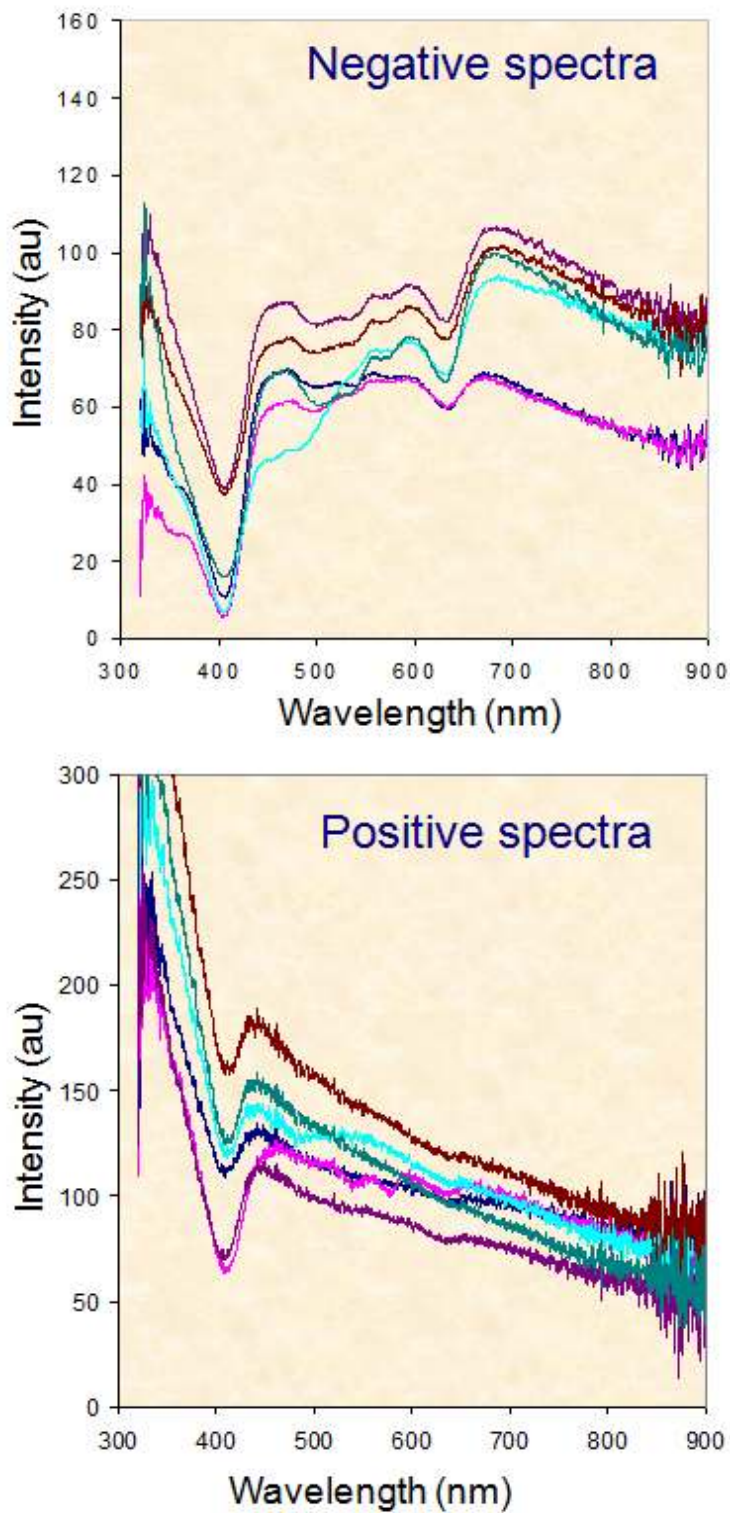 160
Negative spectra
140
120
100
80
60
40
20
0
Intensity (au)
300 400 500 600 700 800 900
Wavelength (nm)
300
Positive spectra
250
200
150
100
50
0
Intensity (au)
300 400 500 600 700 800 900
Wavelength (nm)